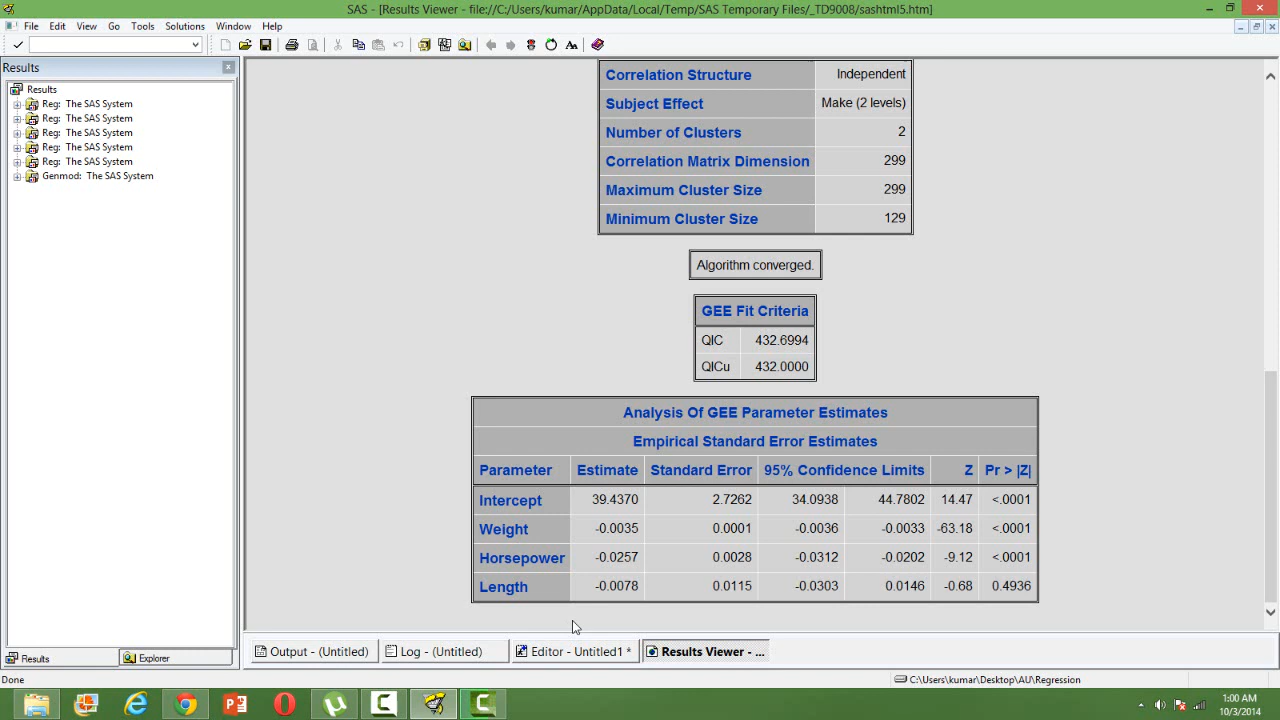 SAS - [Results Viewer - file://C:/Users/kumar/AppData/Local/Temp/SAS Temporary Files/_TD9008/sashtml5.htm]
File Edit View Go Tools Solutions Window Help
Results
Results
Reg: The SAS System
Reg: The SAS System
Reg: The SAS System
Reg: The SAS System
Reg: The SAS System
Genmod: The SAS System
Correlation Structure Independent
Subject Effect Make (2 levels)
Number of Clusters 2
Correlation Matrix Dimension 299
Maximum Cluster Size 299
Minimum Cluster Size 129
Algorithm converged.
GEE Fit Criteria
QIC 432.6994
QICu 432.0000
Analysis Of GEE Parameter Estimates
Empirical Standard Error Estimates
Parameter Estimate Standard Error 95% Confidence Limits Z Pr > |Z|
Intercept 39.4370 2.7262 34.0938 44.7802 14.47 <.0001
Weight -0.0035 0.0001 -0.0036 -0.0033 -63.18 <.0001
Horsepower -0.0257 0.0028 -0.0312 -0.0202 -9.12 <.0001
Length -0.0078 0.0115 -0.0303 0.0146 -0.68 0.4936
Results Explorer
Output - (Untitled) Log - (Untitled) Editor - Untitled1 * Results Viewer - ...
Done C:\Users\kumar\Desktop\AU\Regression
1:00 AM
10/3/2014